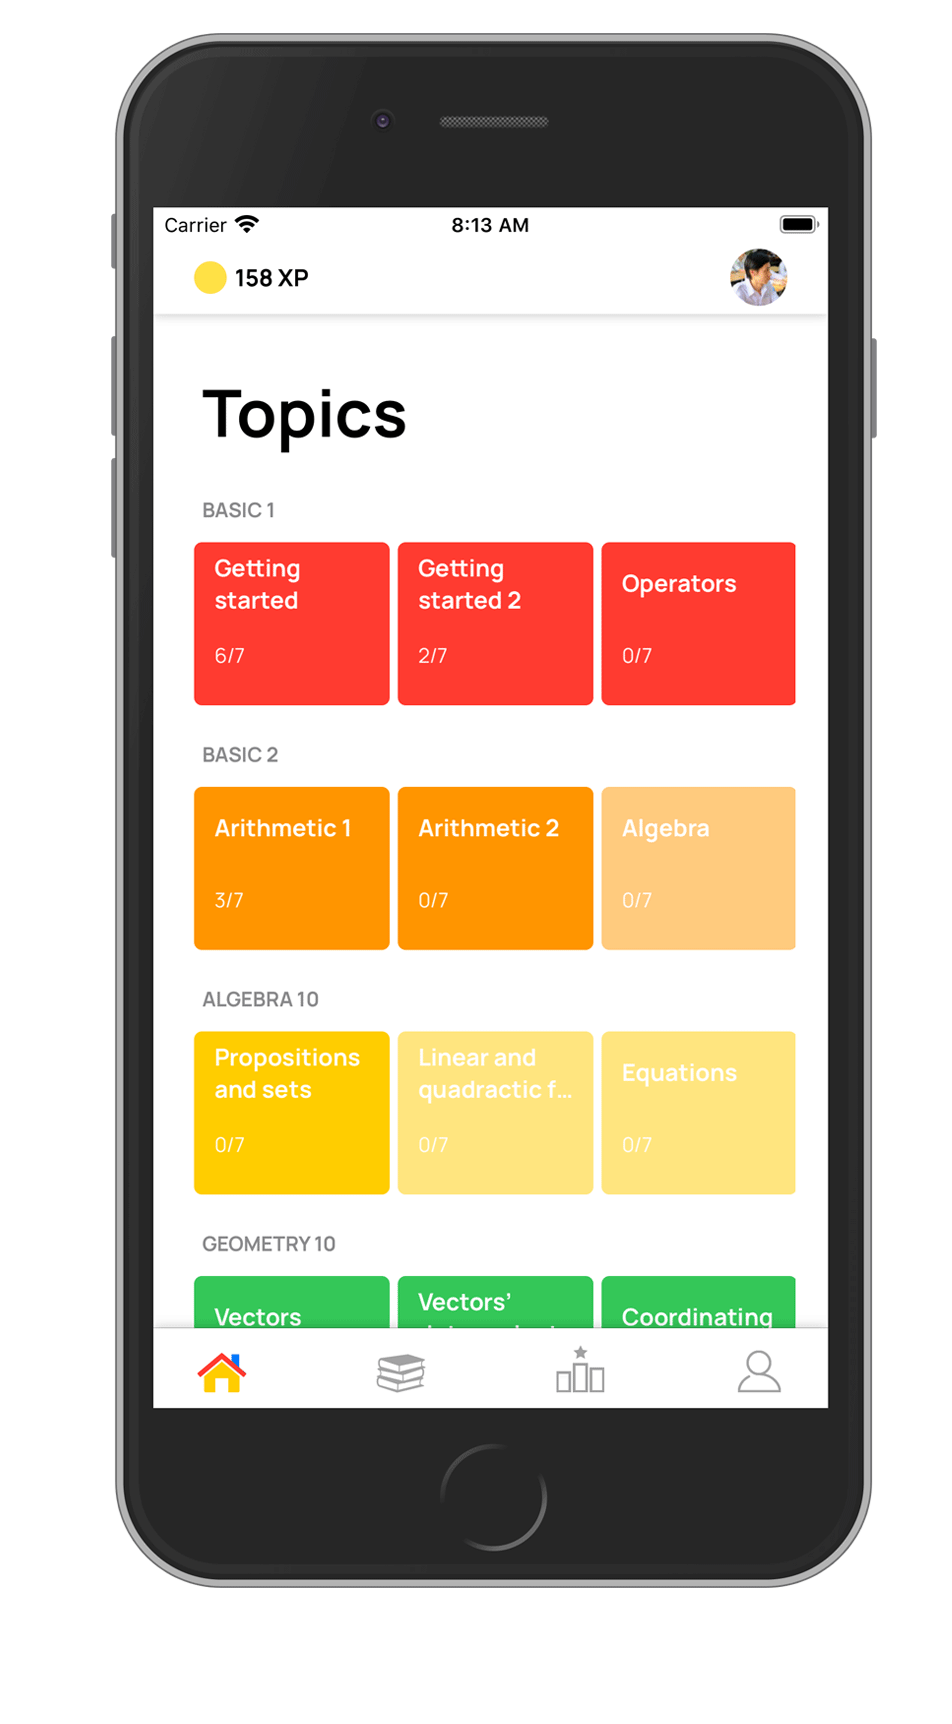 Carrier
8:13 AM
158 XP
Topics
BASIC 1
Getting
started
6/7
Getting
started 2
2/7
Operators
0/7
BASIC 2
Arithmetic 1
3/7
Arithmetic 2
0/7
Algebra
0/7
ALGEBRA 10
Propositions
and sets
0/7
Linear and
quadractic f...
0/7
Equations
0/7
GEOMETRY 10
Vectors
Vectors’
Coordinating